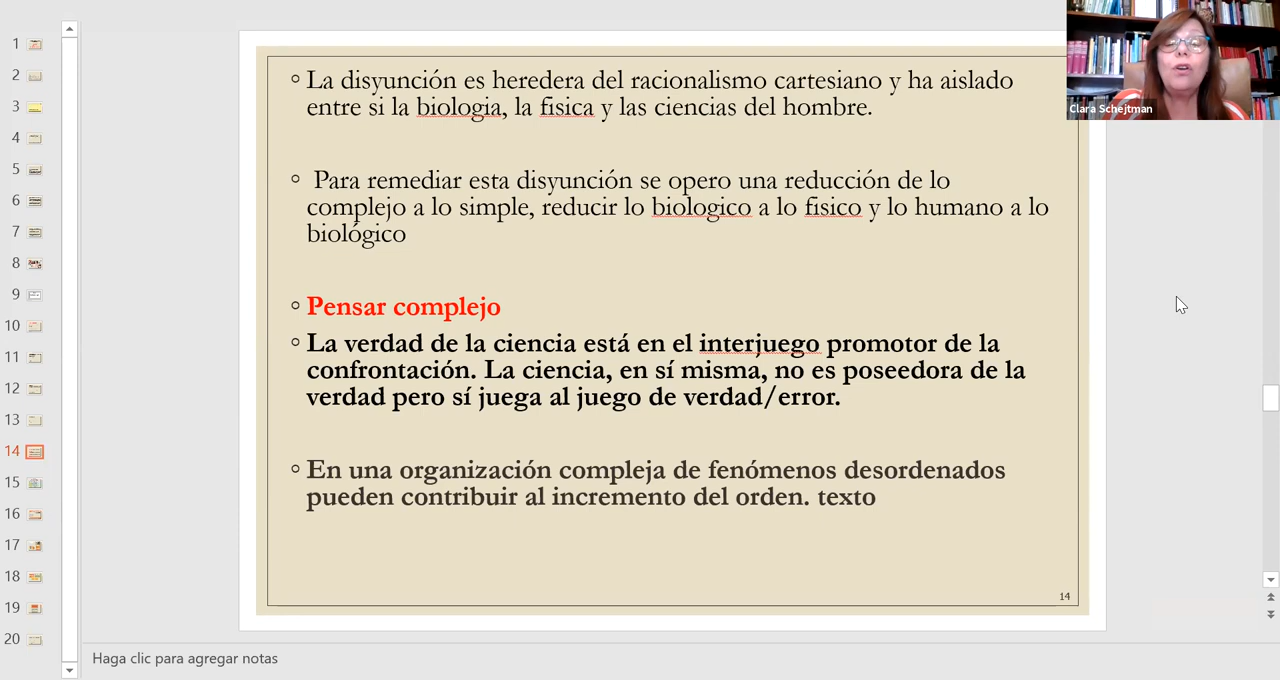 1
2
3
4
5
6
7
8
9
10
11
12
13
14
15
16
17
18
19
20
◦ La disyunción es heredera del racionalismo cartesiano y ha aislado
entre si la biologia, la fisica y las ciencias del hombre.
◦ Para remediar esta disyunción se opero una reducción de lo
complejo a lo simple, reducir lo biologico a lo fisico y lo humano a lo
biológico
◦ Pensar complejo
◦ La verdad de la ciencia está en el interjuego promotor de la
confrontación. La ciencia, en sí misma, no es poseedora de la
verdad pero sí juega al juego de verdad/error.
◦ En una organización compleja de fenómenos desordenados
pueden contribuir al incremento del orden. texto
14
Clara Schejtman
Haga clic para agregar notas